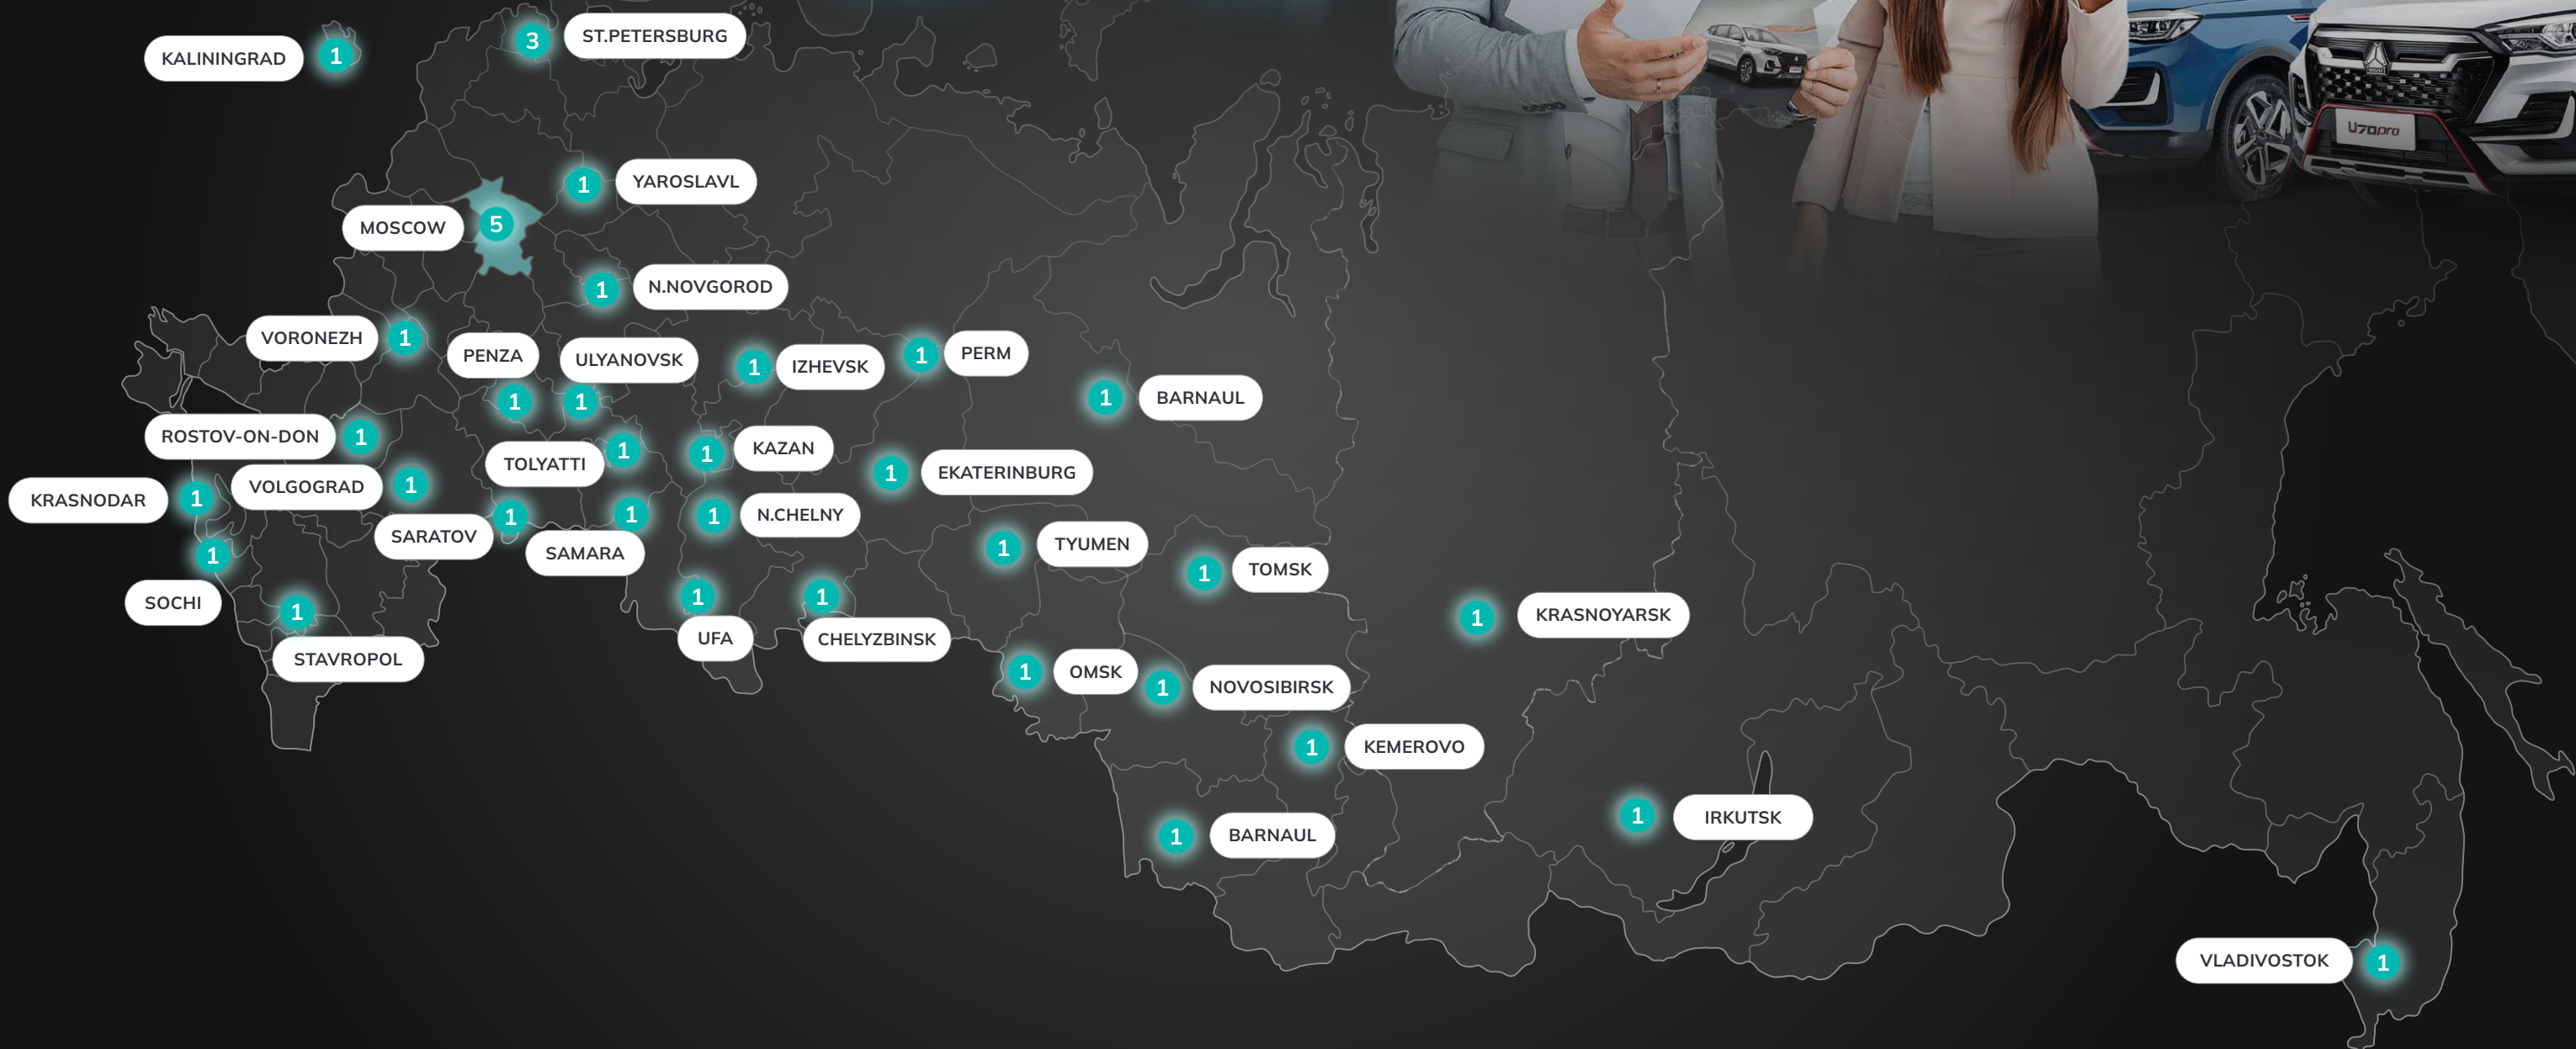 KALININGRAD
1
3
ST.PETERSBURG
U70pro
1
YAROSLAVL
MOSCOW
5
1
N.NOVGOROD
VORONEZH
1
PENZA
1
ULYANOVSK
1
1
IZHEVSK
1
PERM
1
BARNAUL
ROSTOV-ON-DON
1
TOLYATTI
1
1
KAZAN
1
EKATERINBURG
KRASNODAR
1
VOLGOGRAD
1
SARATOV
1
SAMARA
1
1
N.CHELNY
1
TYUMEN
1
TOMSK
SOCHI
1
1
STAVROPOL
1
UFA
1
CHELYZBINSK
1
KRASNOYARSK
1
OMSK
1
NOVOSIBIRSK
1
KEMEROVO
1
BARNAUL
1
IRKUTSK
VLADIVOSTOK
1